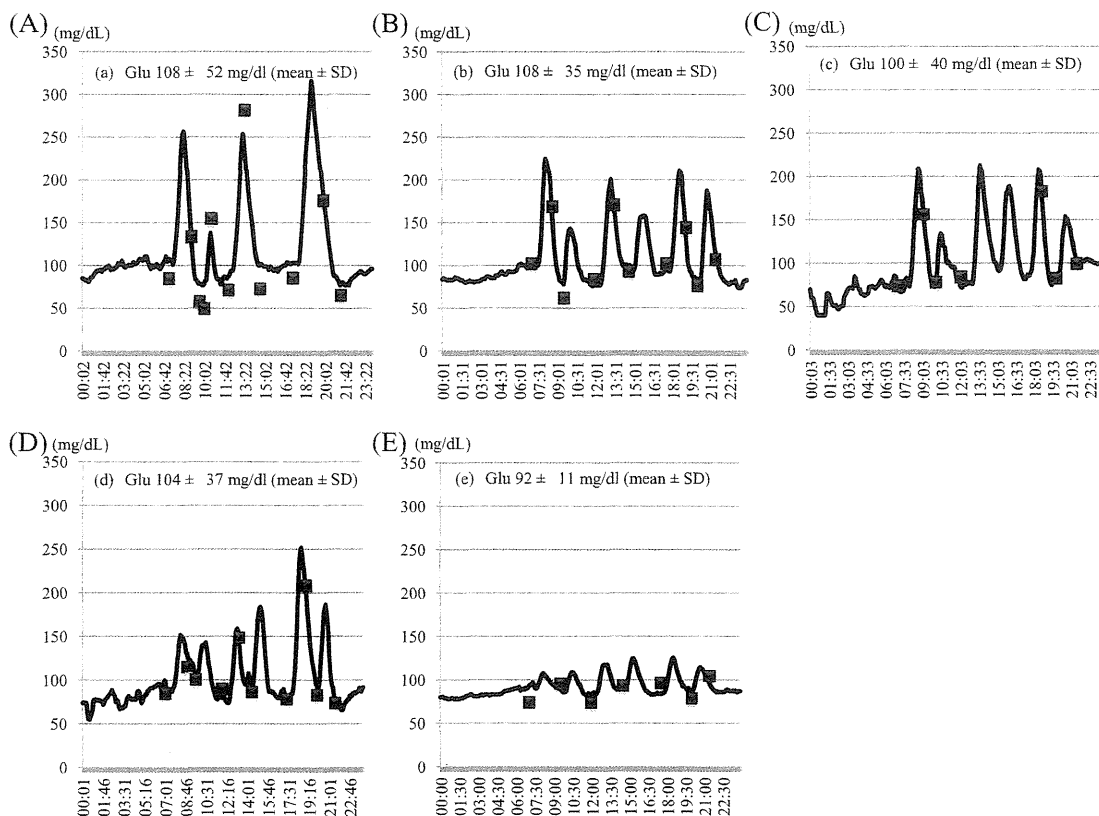 (A) (mg/dL)
(a) Glu 108 ± 52 mg/dl (mean ± SD)
350
300
250
200
150
100
50
0
00:02 01:42 03:22 05:02 06:42 08:22 10:02 11:42 13:22 15:02 16:42 18:22 20:02 21:42 23:22
(B) (mg/dL)
(b) Glu 108 ± 35 mg/dl (mean ± SD)
350
300
250
200
150
100
50
0
00:01 01:31 03:01 04:31 06:01 07:31 09:01 10:31 12:01 13:31 15:01 16:31 18:01 19:31 21:01 22:31
(C) (mg/dL)
(c) Glu 100 ± 40 mg/dl (mean ± SD)
350
300
250
200
150
100
50
0
00:03 01:33 03:03 04:33 06:03 07:33 09:03 10:33 12:03 13:33 15:03 16:33 18:03 19:33 21:03 22:33
(D) (mg/dL)
(d) Glu 104 ± 37 mg/dl (mean ± SD)
350
300
250
200
150
100
50
0
00:01 01:46 03:31 05:16 07:01 08:46 10:31 12:16 14:01 15:46 17:31 19:16 21:01 22:46
(E) (mg/dL)
(e) Glu 92 ± 11 mg/dl (mean ± SD)
350
300
250
200
150
100
50
0
00:00 01:30 03:00 04:30 06:00 07:30 09:00 10:30 12:00 13:30 15:00 16:30 18:00 19:30 21:00 22:30